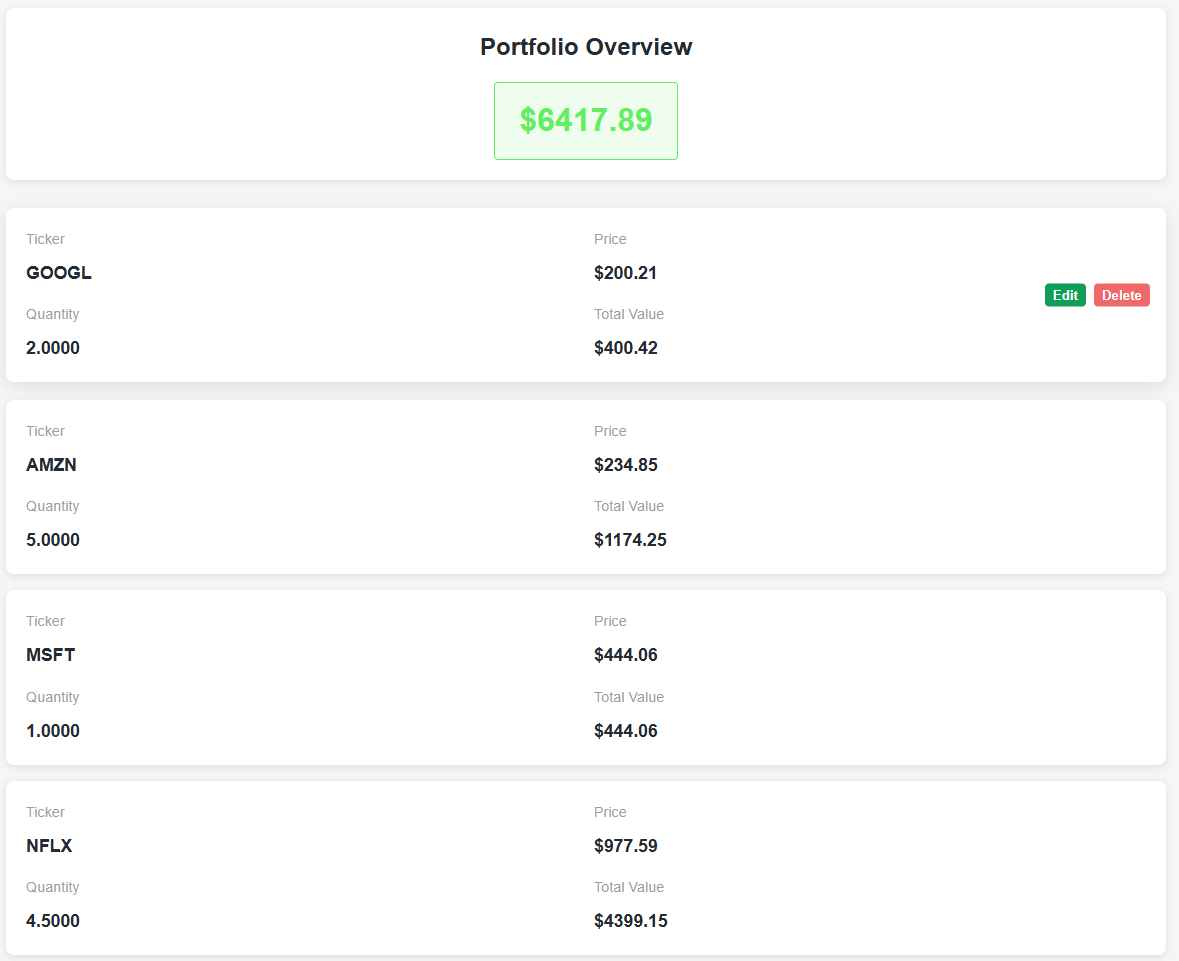 Portfolio Overview
$6417.89
Ticker Price
GOOGL $200.21
Edit Delete
Quantity Total Value
2.0000 $400.42
Ticker Price
AMZN $234.85
Quantity Total Value
5.0000 $1174.25
Ticker Price
MSFT $444.06
Quantity Total Value
1.0000 $444.06
Ticker Price
NFLX $977.59
Quantity Total Value
4.5000 $4399.15